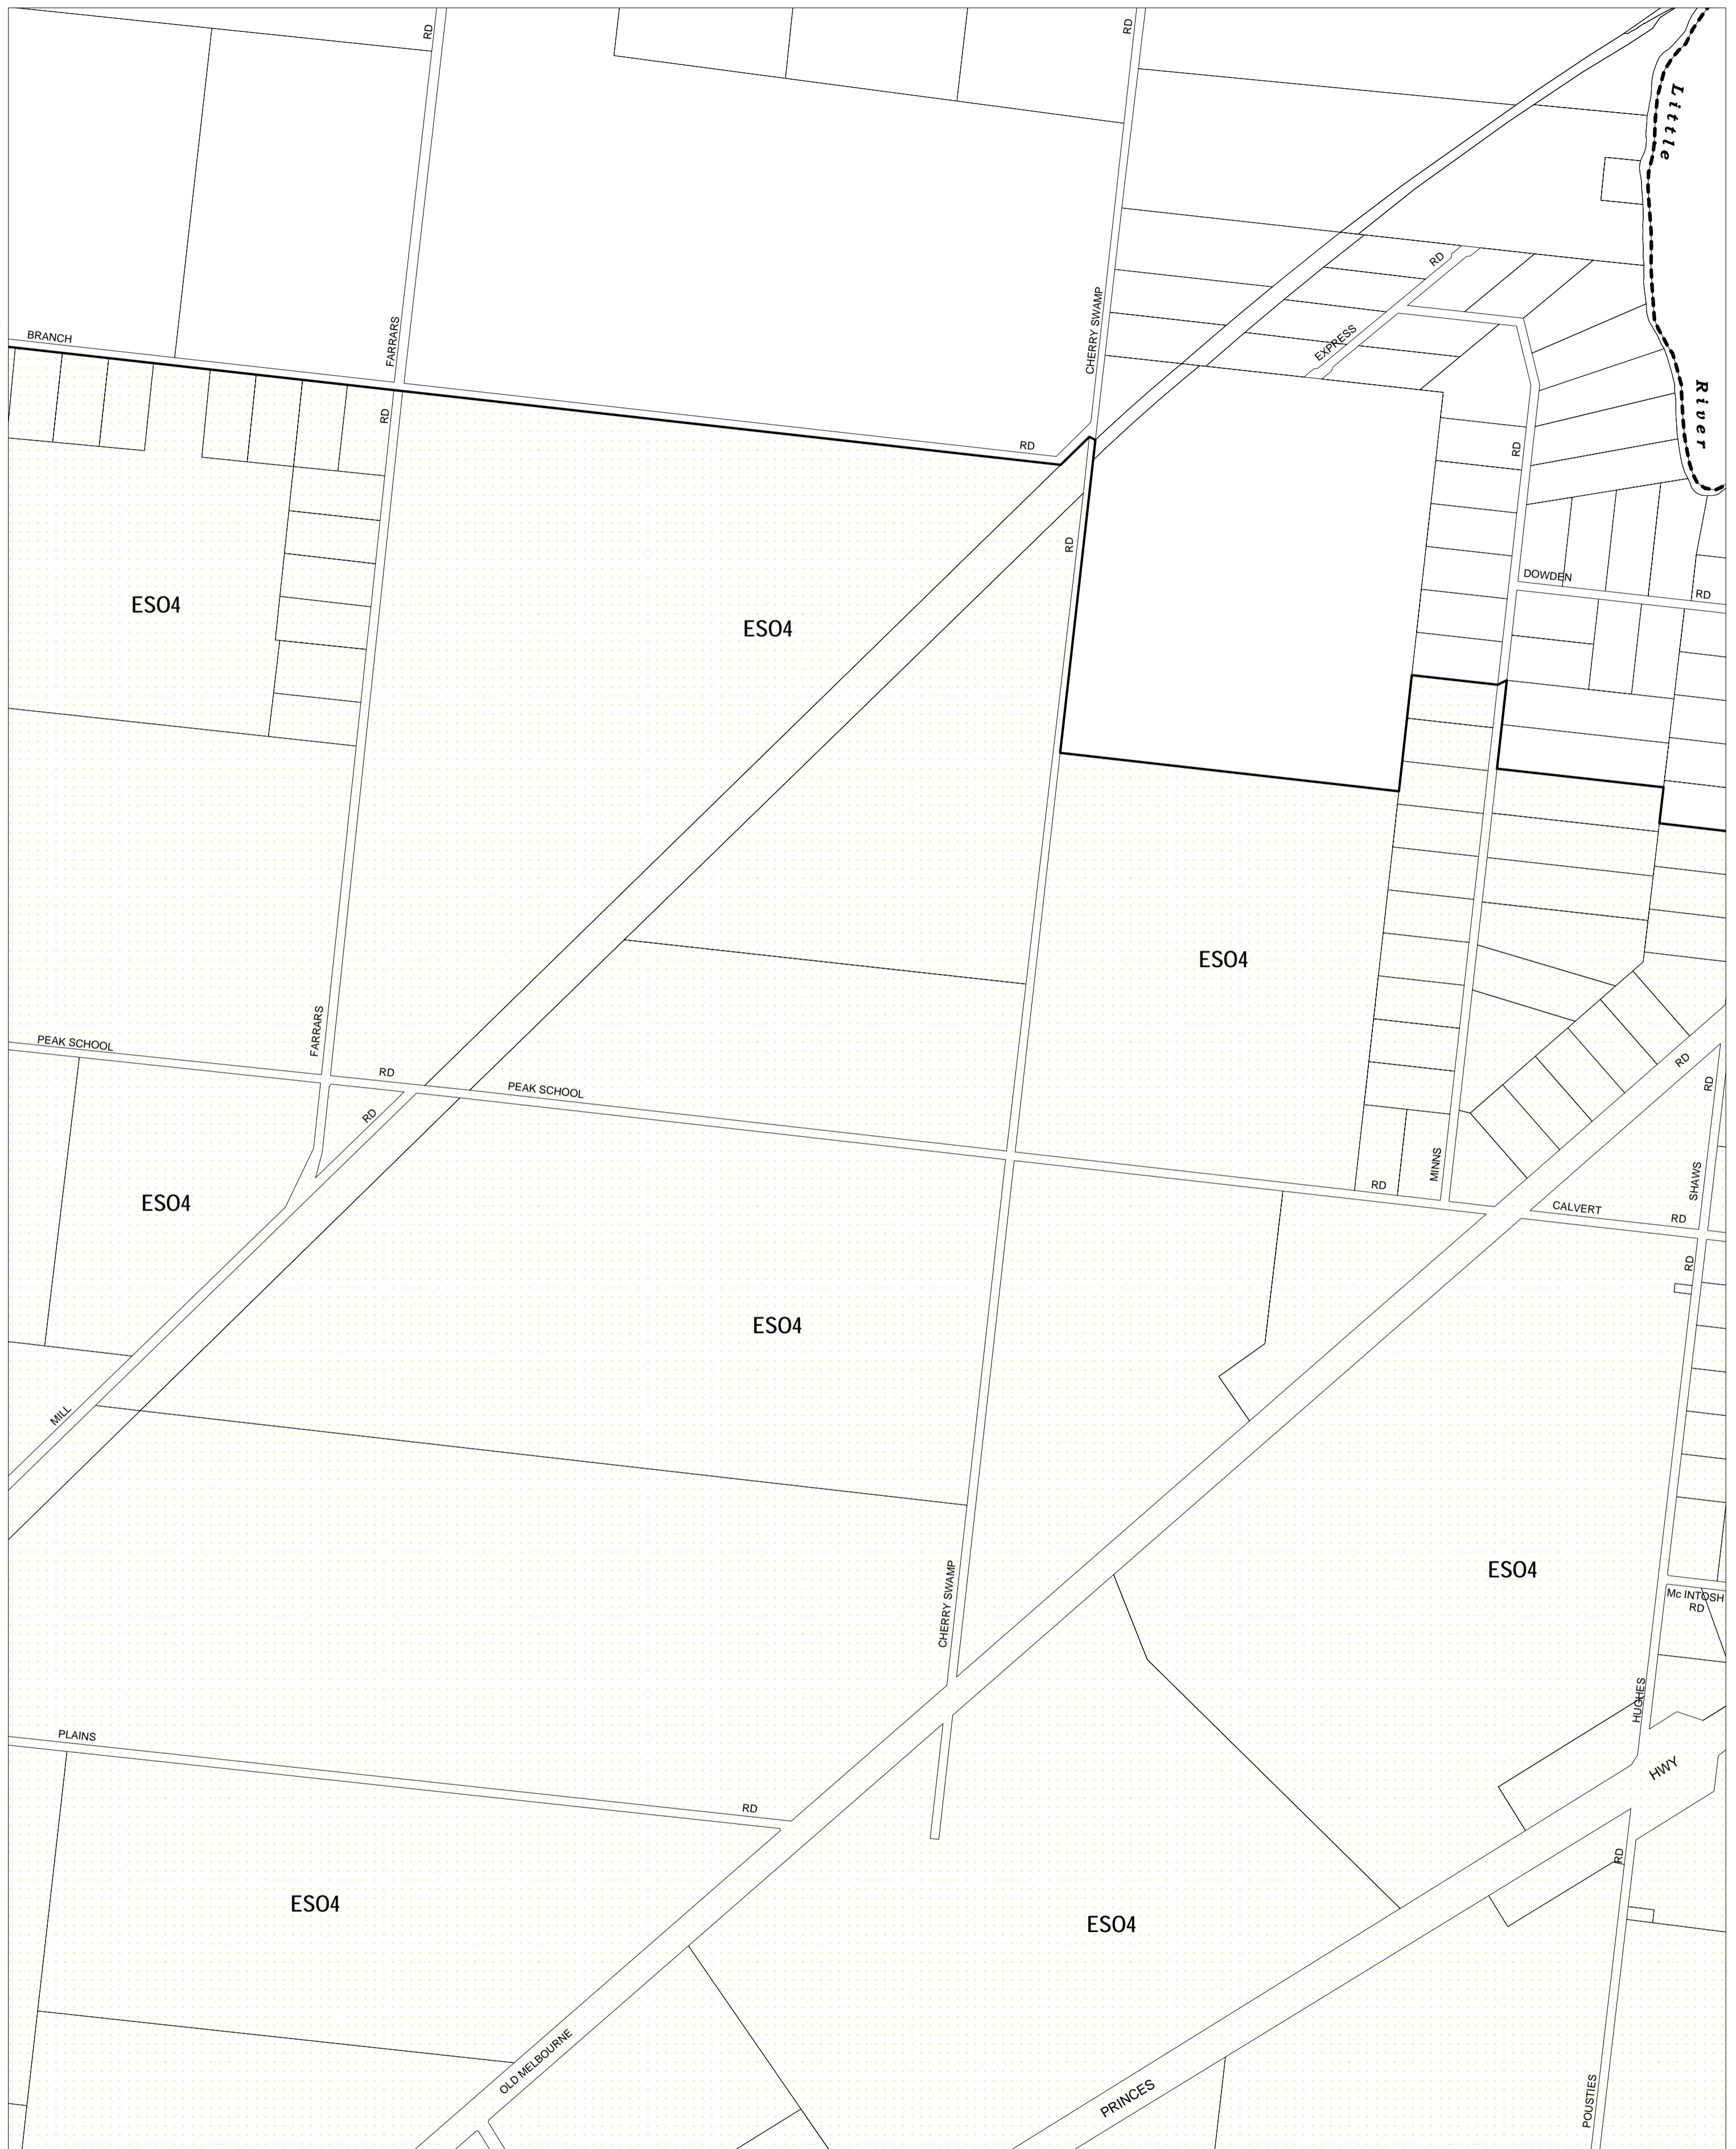 RD
RD
Little
RD
EXPRESS
CHERRY SWAMP
BRANCH
FARRARS
River
RD
RD
RD
RD
DOWDEN
RD
ESO4
ESO4
ESO4
FARRARS
PEAK SCHOOL
RD
RD
PEAK SCHOOL
RD
RD
MINNS
RD
SHAWS
ESO4
CALVERT
RD
RD
ESO4
MILL
CHERRY SWAMP
ESO4
Mc INTOSH
RD
HUGHES
PLAINS
HWY
RD
RD
ESO4
ESO4
OLD MELBOURNE
PRINCES
POUSTIES